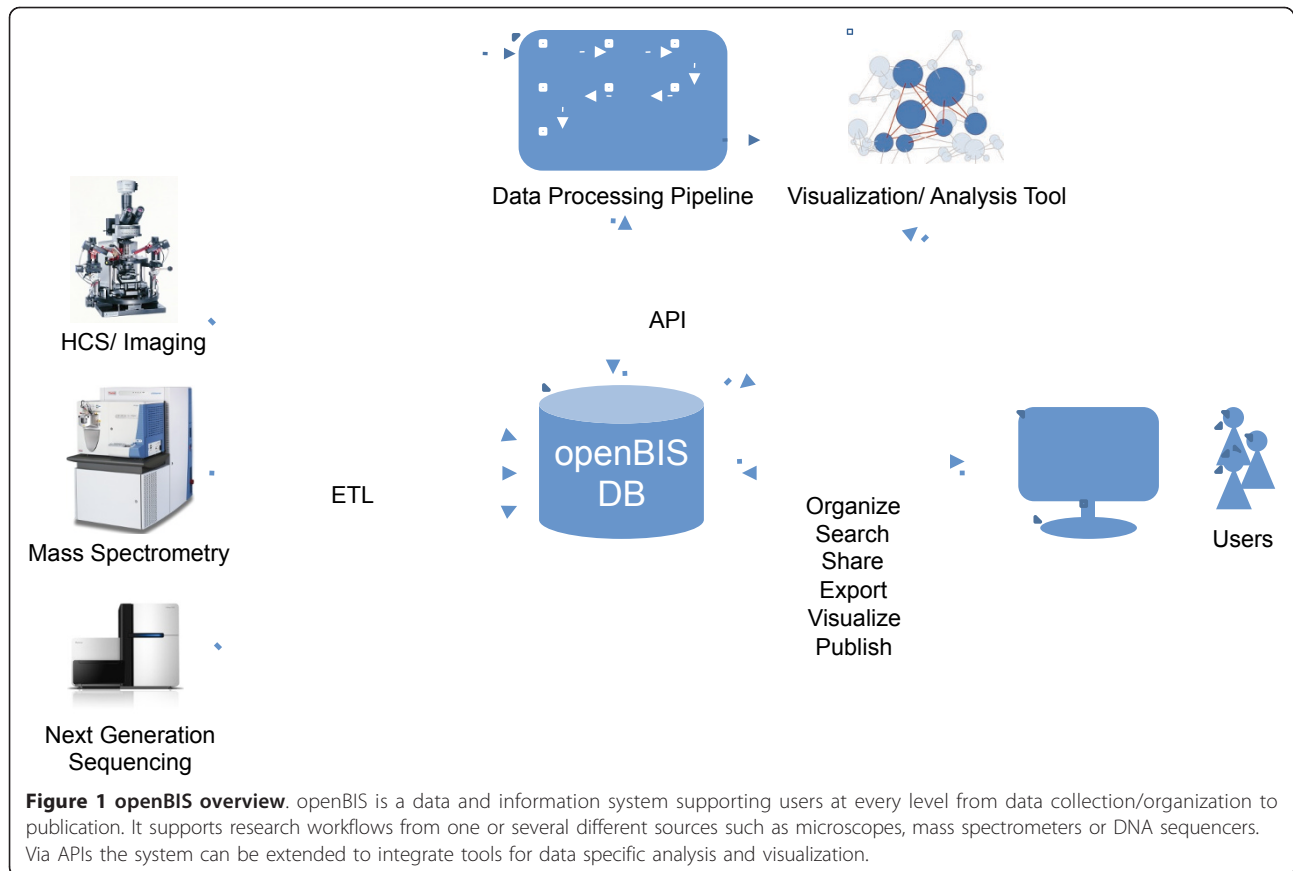 Data Processing Pipeline
Visualization/ Analysis Tool
HCS/ Imaging
API
Mass Spectrometry
ETL
openBIS
DB
Organize
Search
Share
Export
Visualize
Publish
Users
Next Generation
Sequencing
Figure 1 openBIS overview. openBIS is a data and information system supporting users at every level from data collection/organization to
publication. It supports research workflows from one or several different sources such as microscopes, mass spectrometers or DNA sequencers.
Via APIs the system can be extended to integrate tools for data specific analysis and visualization.